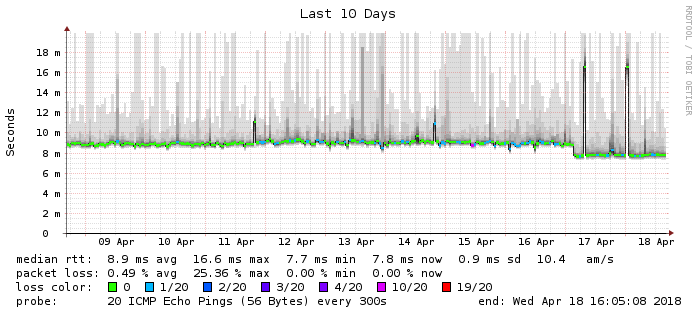 Last 10 Days
RRDTOOL / TOBI OETIKER
Seconds
18 m
16 m
14 m
12 m
10 m
8 m
6 m
4 m
2 m
0
09 Apr 10 Apr 11 Apr 12 Apr 13 Apr 14 Apr 15 Apr 16 Apr 17 Apr 18 Apr
median rtt: 8.9 ms avg 16.6 ms max 7.7 ms min 7.8 ms now 0.9 ms sd 10.4 am/s
packet loss: 0.49 % avg 25.36 % max 0.00 % min 0.00 % now
loss color: 0 1/20 2/20 3/20 4/20 10/20 19/20
probe: 20 ICMP Echo Pings (56 Bytes) every 300s end: Wed Apr 18 16:05:08 2018